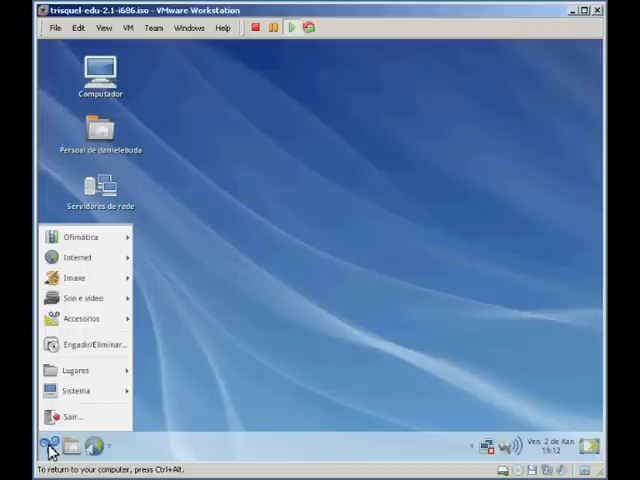 trisquel-edu-2.1-i686.iso - VMware Workstation
File Edit View VM Team Windows Help
Computador
Persoal de damelebuda
Servidores de rede
Ofimática
Internet
Imaxe
Son e vídeo
Accesorios
Engadir/Eliminar...
Lugares
Sistema
Sair...
Ven 2 de Xan
19:12
To return to your computer, press Ctrl+Alt.